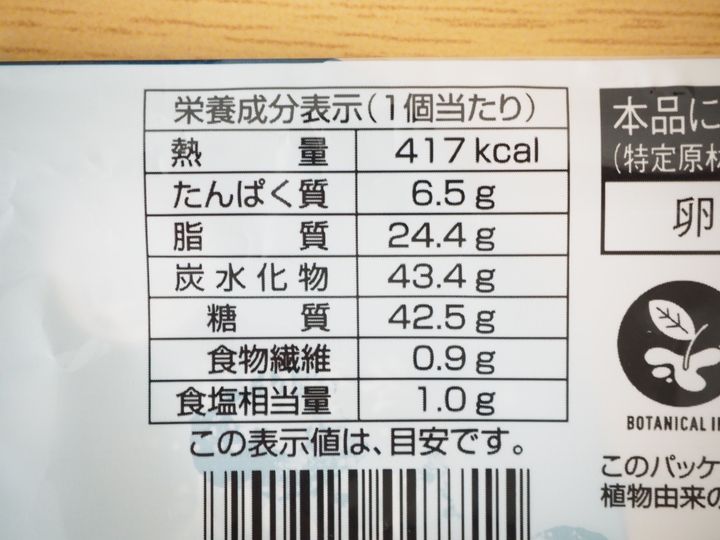 栄養成分表示(1個当たり)
熱量 417kcal
たんぱく質 6.5g
脂質 24.4g
炭水化物 43.4g
糖質 42.5g
食物繊維 0.9g
食塩相当量 1.0g
この表示値は、目安です。
本品に
(特定原材
卵
BOTANICAL I
このパッケ
植物由来の